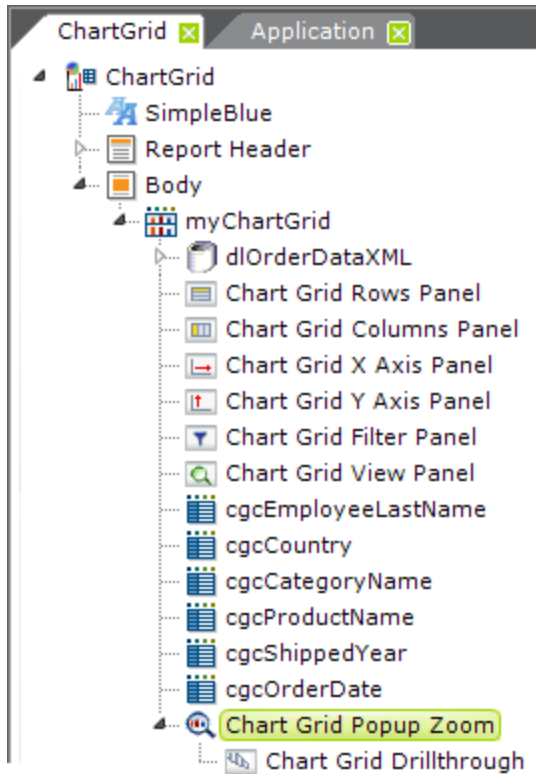 ChartGrid Application
ChartGrid
SimpleBlue
Report Header
Body
myChartGrid
dlOrderDataXML
Chart Grid Rows Panel
Chart Grid Columns Panel
Chart Grid X Axis Panel
Chart Grid Y Axis Panel
Chart Grid Filter Panel
Chart Grid View Panel
cgcEmployeeLastName
cgcCountry
cgcCategoryName
cgcProductName
cgcShippedYear
cgcOrderDate
Chart Grid Popup Zoom
Chart Grid Drillthrough